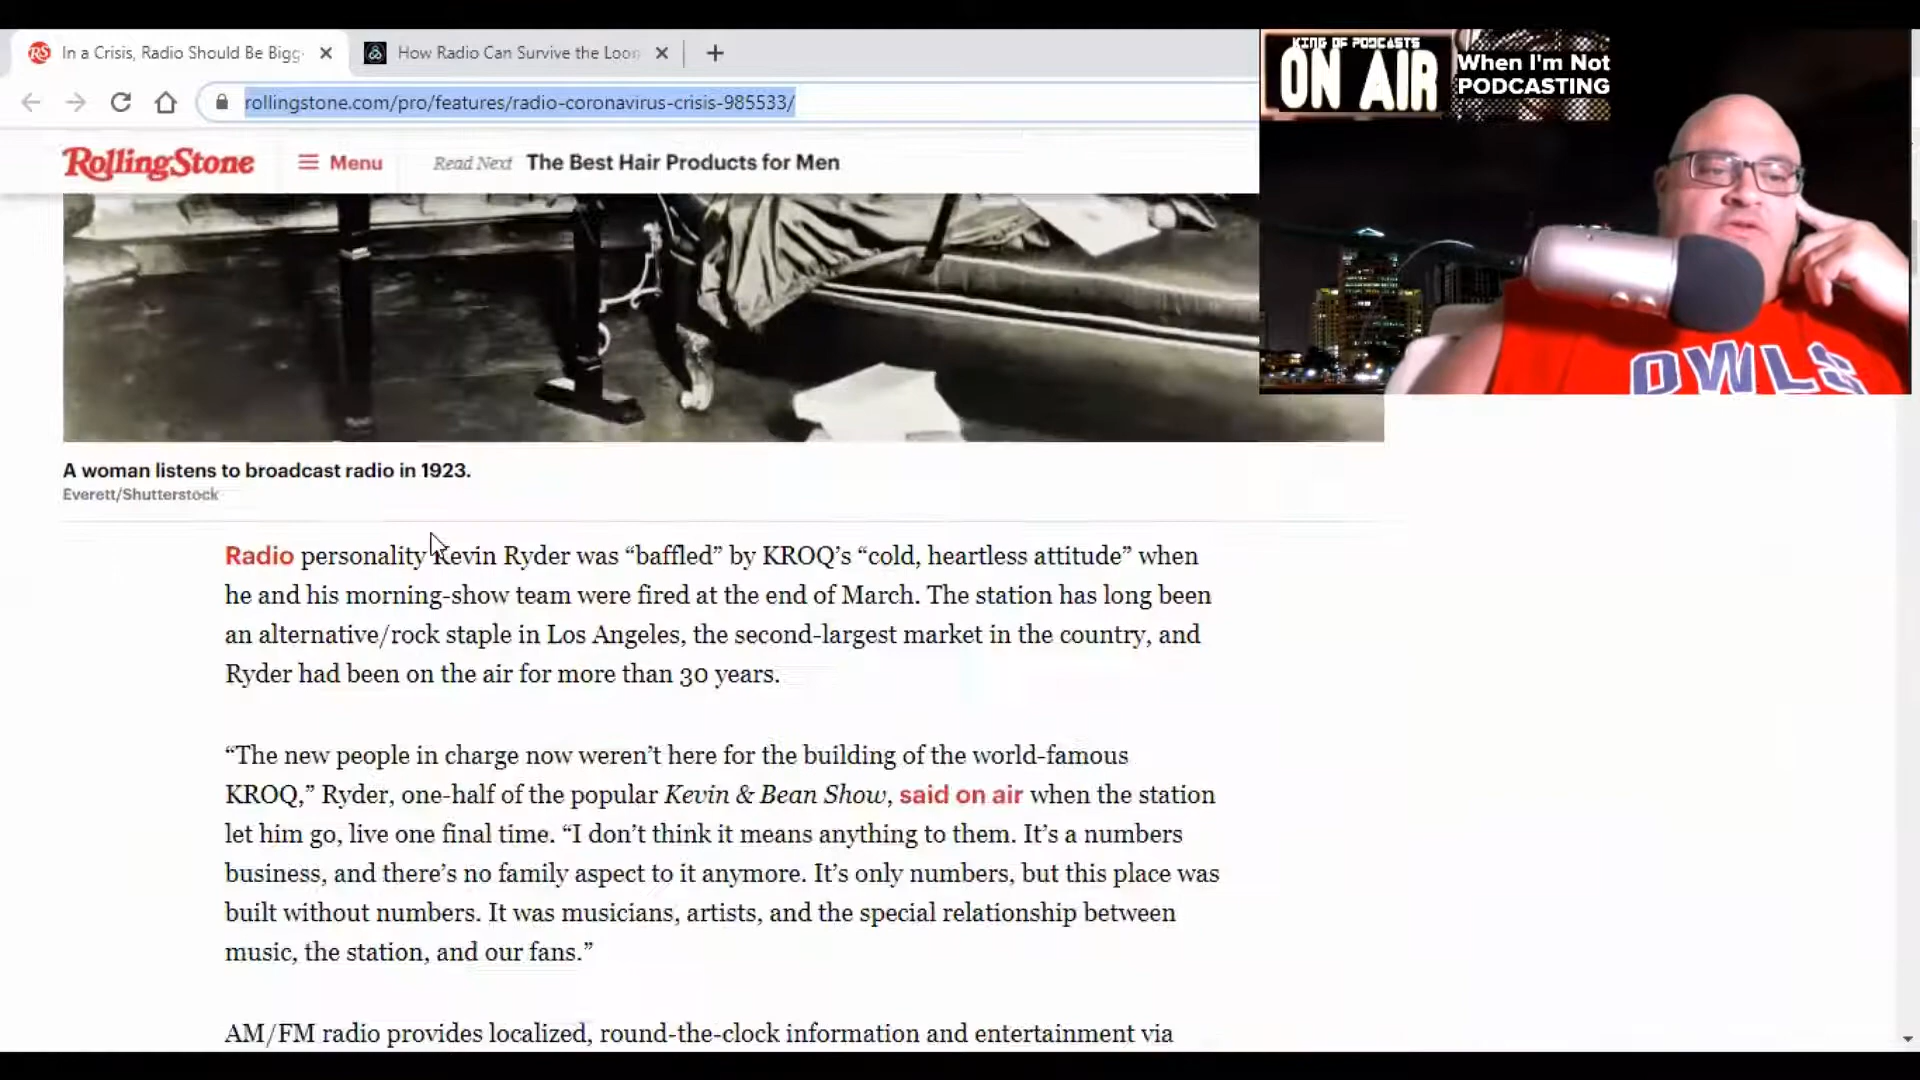 In a Crisis, Radio Should Be Bigg
How Radio Can Survive the Loon
rollingstone.com/pro/features/radio-coronavirus-crisis-985533/
RollingStone
Menu
Read Next The Best Hair Products for Men
KING OF PODCASTS
ON AIR
When I'm Not
PODCASTING
OWLS
A woman listens to broadcast radio in 1923.
Everett/Shutterstock
Radio personality Kevin Ryder was “baffled” by KROQ’s “cold, heartless attitude” when
he and his morning-show team were fired at the end of March. The station has long been
an alternative/rock staple in Los Angeles, the second-largest market in the country, and
Ryder had been on the air for more than 30 years.
“The new people in charge now weren’t here for the building of the world-famous
KROQ,” Ryder, one-half of the popular Kevin & Bean Show, said on air when the station
let him go, live one final time. “I don’t think it means anything to them. It’s a numbers
business, and there’s no family aspect to it anymore. It’s only numbers, but this place was
built without numbers. It was musicians, artists, and the special relationship between
music, the station, and our fans.”
AM/FM radio provides localized, round-the-clock information and entertainment via